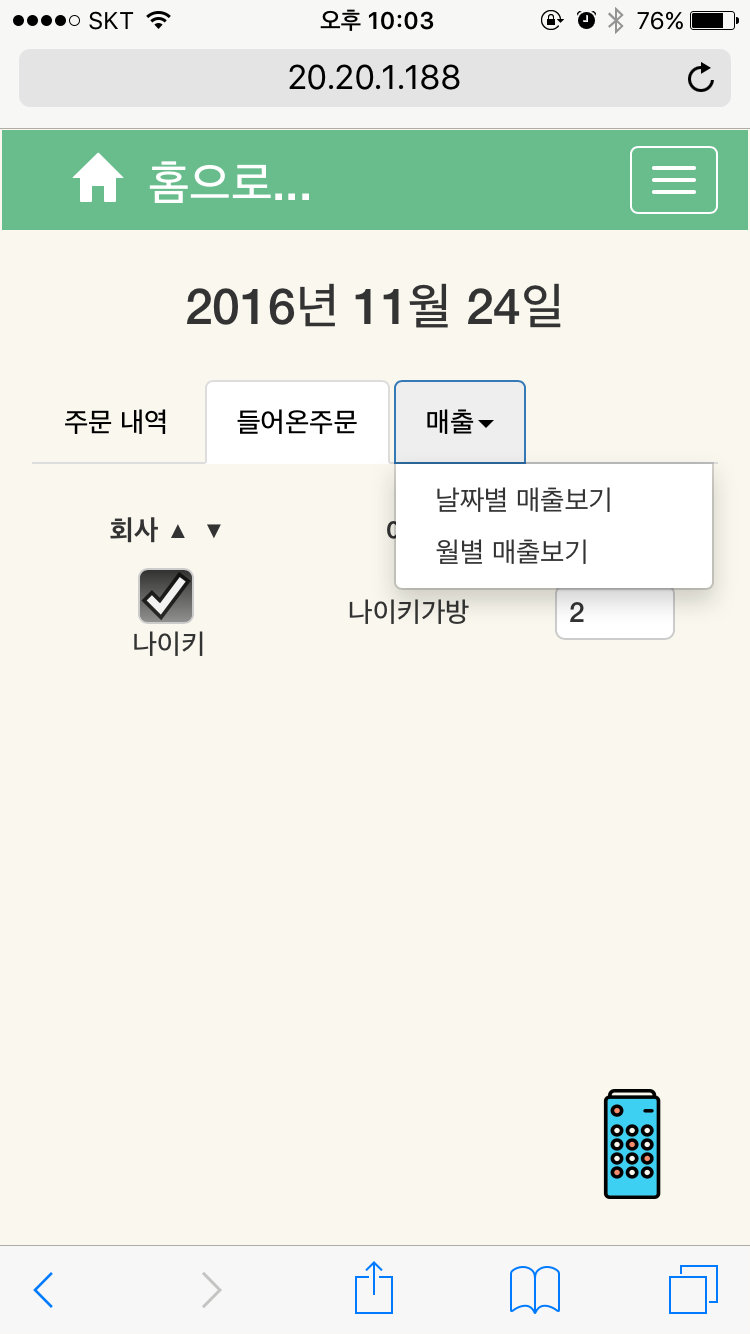 SKT 오후 10:03 76%
20.20.1.188
홈으로...
2016년 11월 24일
주문 내역 들어온주문 매출
날짜별 매출보기
회사 ▲ ▼
월별 매출보기
나이키가방 2
나이키